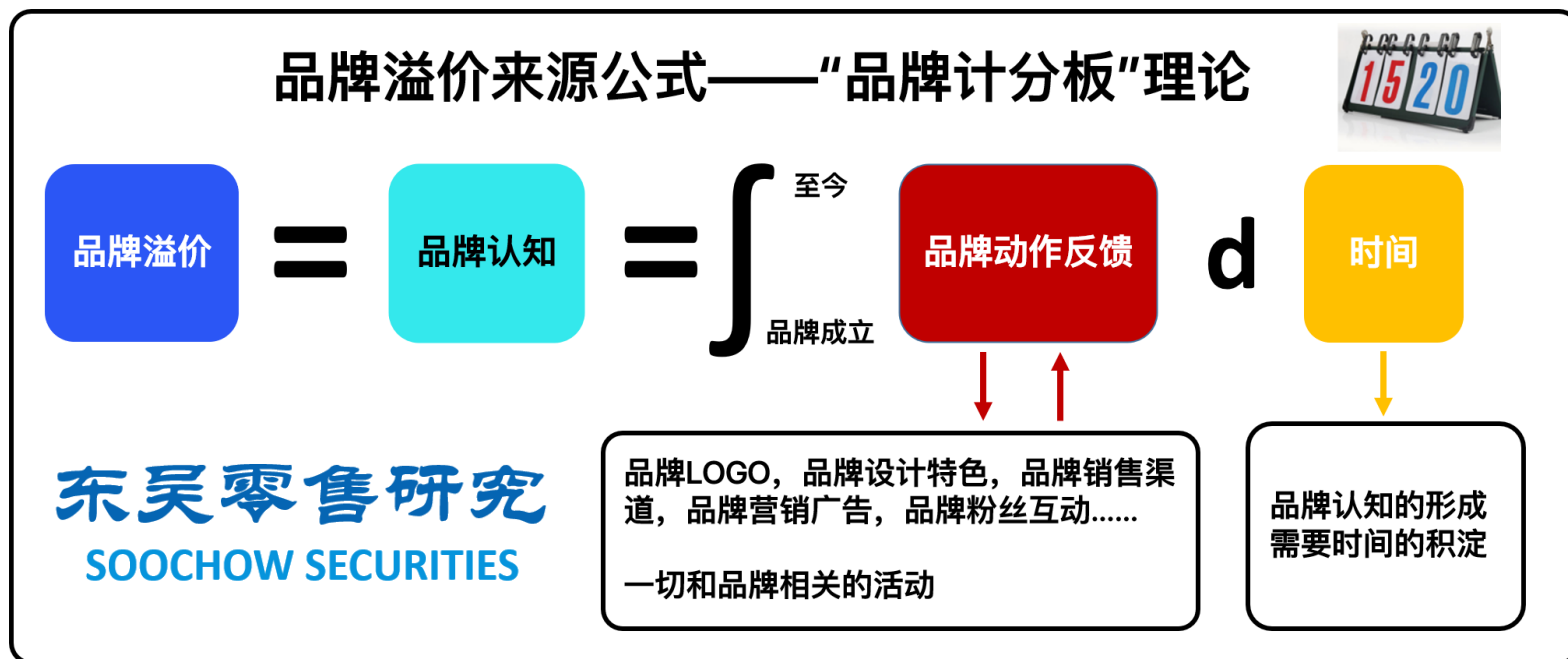 品牌溢价来源公式——“品牌计分板”理论
1 5 2 0
品牌溢价
=
品牌认知
=
∫
至今
品牌成立
品牌动作反馈
d
时间
品牌LOGO，品牌设计特色，品牌销售渠
道，品牌营销广告，品牌粉丝互动……
一切和品牌相关的活动
品牌认知的形成
需要时间的积淀
东吴零售研究
SOOCHOW SECURITIES